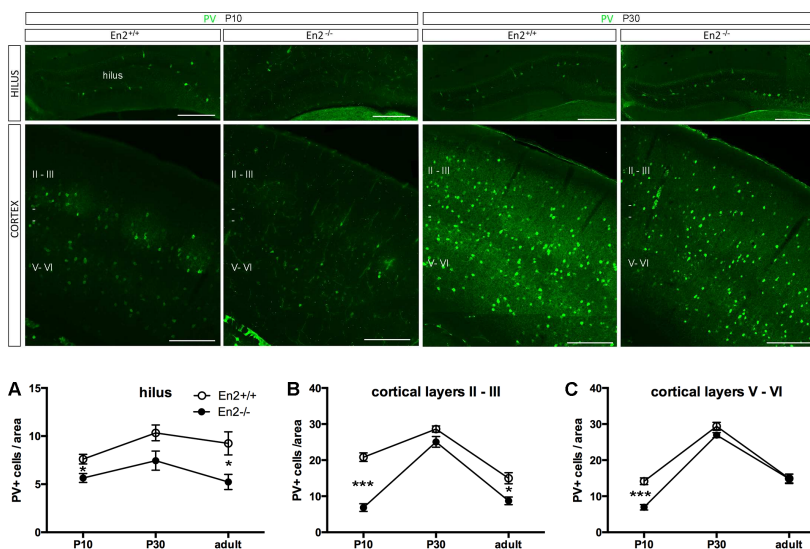 PV P10
PV P30
En2+/+
En2 -/-
En2+/+
En2 -/-
HILUS
hilus
CORTEX
II - III
-
-
V- VI
II - III
-
-
V- VI
II - III
-
-
V- VI
II - III
-
-
V- VI
A
hilus
En2+/+
En2-/-
PV+ cells /area
15
10
5
0
*
*
P10
P30
adult
B
cortical layers II - III
PV+ cells /area
40
30
20
10
0
***
*
P10
P30
adult
C
cortical layers V - VI
PV+ cells /area
40
30
20
10
0
***
P10
P30
adult